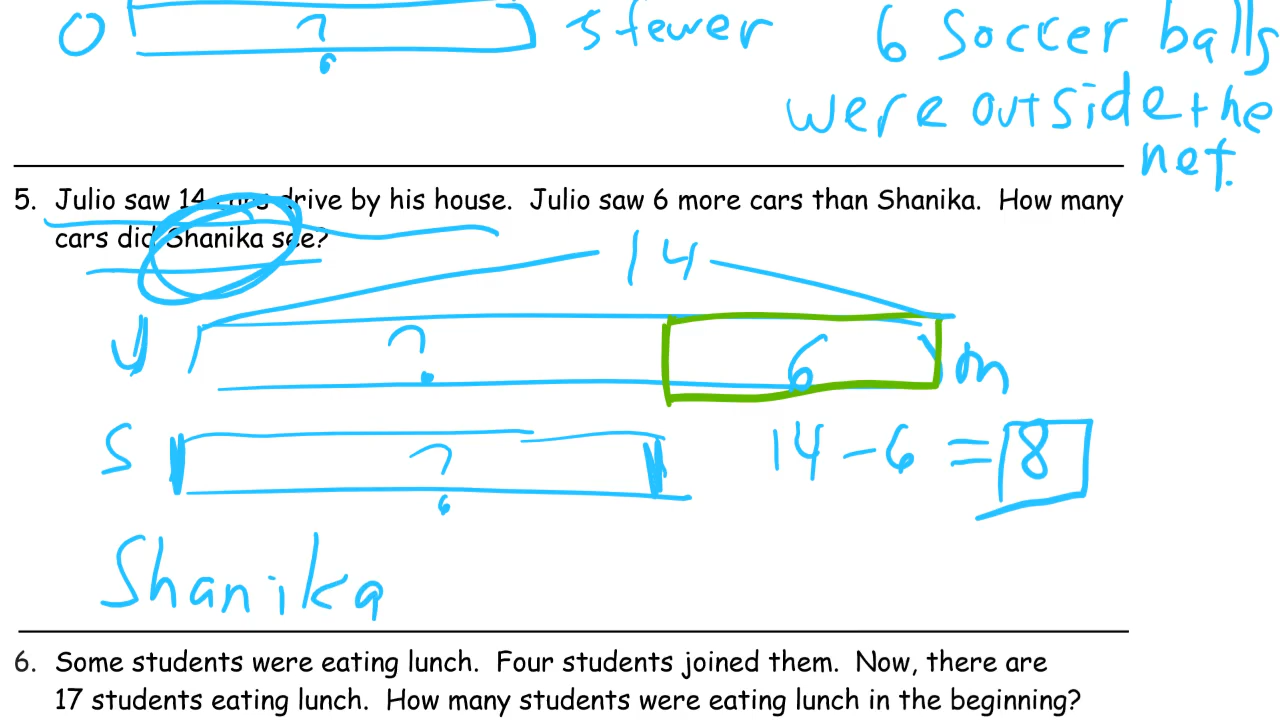 O ? 3 fewer 6 soccer balls
were outside the
net.
5. Julio saw 14 cars drive by his house. Julio saw 6 more cars than Shanika. How many
cars did Shanika see?
14
J ? 6 m
S ? 14 - 6 = 8
Shanika
6. Some students were eating lunch. Four students joined them. Now, there are
17 students eating lunch. How many students were eating lunch in the beginning?